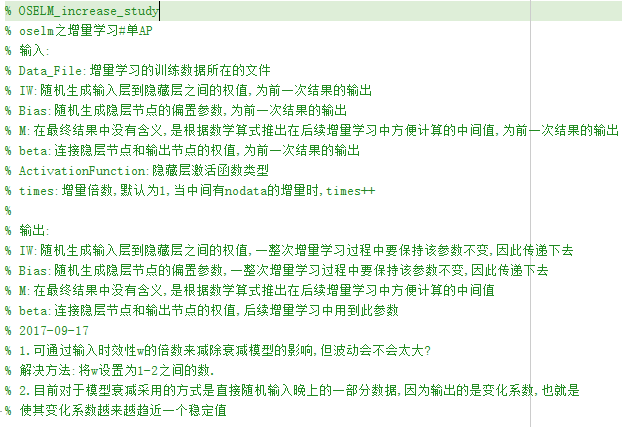 % OSELM_increase_study
% oselm之增量学习#单AP
% 输入:
% Data_File:增量学习的训练数据所在的文件
% IW:随机生成输入层到隐藏层之间的权值,为前一次结果的输出
% Bias:随机生成隐层节点的偏置参数,为前一次结果的输出
% M:在最终结果中没有含义,是根据数学算式推出在后续增量学习中方便计算的中间值,为前一次结果的输出
% beta:连接隐层节点和输出节点的权值,为前一次结果的输出
% ActivationFunction:隐藏层激活函数类型
% times:增量倍数,默认为1,当中间有nodata的增量时,times++
%
% 输出:
% IW:随机生成输入层到隐藏层之间的权值,一整次增量学习过程中要保持该参数不变,因此传递下去
% Bias:随机生成隐层节点的偏置参数,一整次增量学习过程中要保持该参数不变,因此传递下去
% M:在最终结果中没有含义,是根据数学算式推出在后续增量学习中方便计算的中间值
% beta:连接隐层节点和输出节点的权值,后续增量学习中用到此参数
% 2017-09-17
% 1.可通过输入时效性w的倍数来减除衰减模型的影响,但波动会不会太大?
% 解决方法:将w设置为1-2之间的数.
% 2.目前对于模型衰减采用的方式是直接随机输入晚上的一部分数据,因为输出的是变化系数,也就是
% 使其变化系数越来越趋近一个稳定值